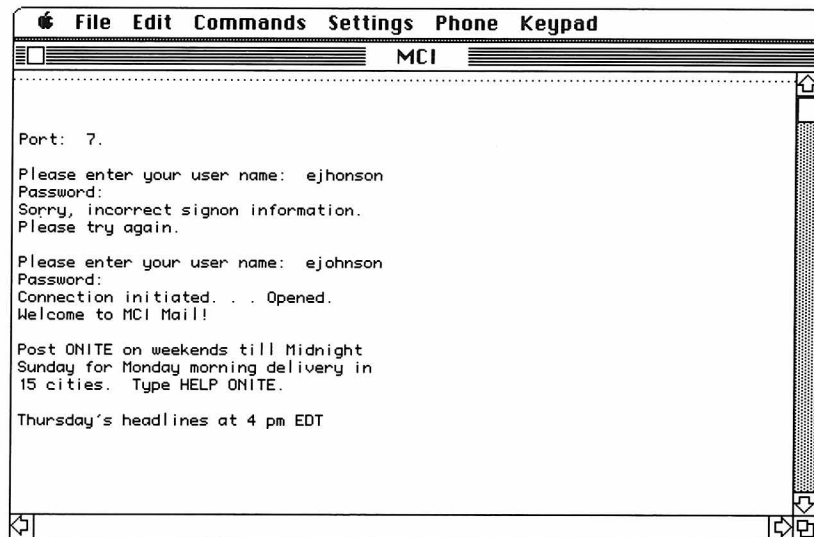 File Edit Commands Settings Phone Keypad
MCI
Port: 7.
Please enter your user name: ejhonson
Password:
Sorry, incorrect signon information.
Please try again.
Please enter your user name: ejohnson
Password:
Connection initiated. . . Opened.
Welcome to MCI Mail!
Post ONITE on weekends till Midnight
Sunday for Monday morning delivery in
15 cities. Type HELP ONITE.
Thursday's headlines at 4 pm EDT